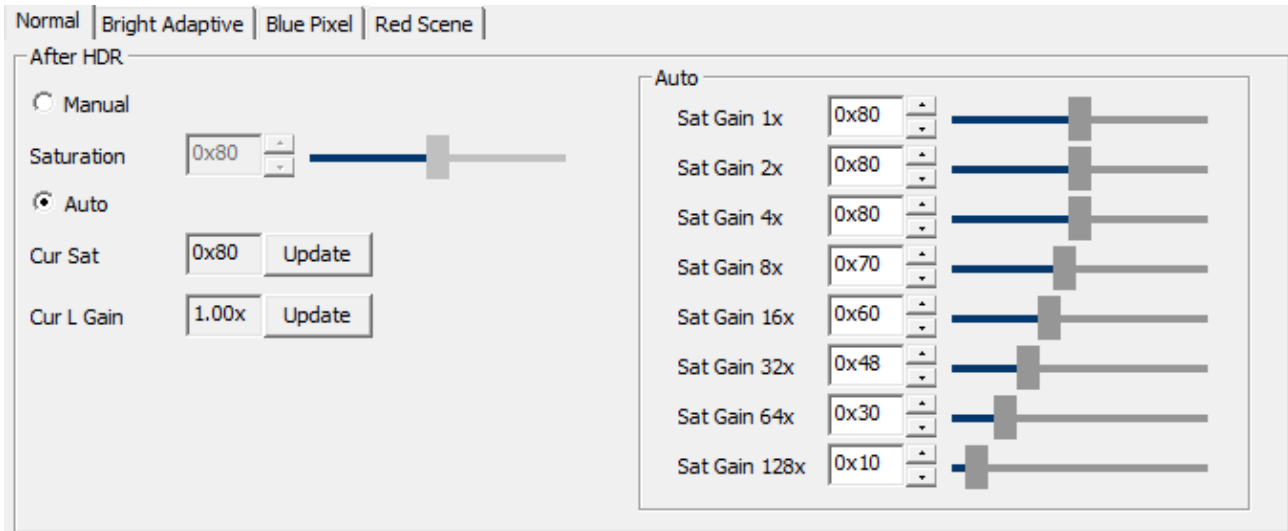 Normal Bright Adaptive Blue Pixel Red Scene
After HDR
Manual
Saturation 0x80
Auto
Cur Sat 0x80 Update
Cur L Gain 1.00x Update
Auto
Sat Gain 1x 0x80
Sat Gain 2x 0x80
Sat Gain 4x 0x80
Sat Gain 8x 0x70
Sat Gain 16x 0x60
Sat Gain 32x 0x48
Sat Gain 64x 0x30
Sat Gain 128x 0x10